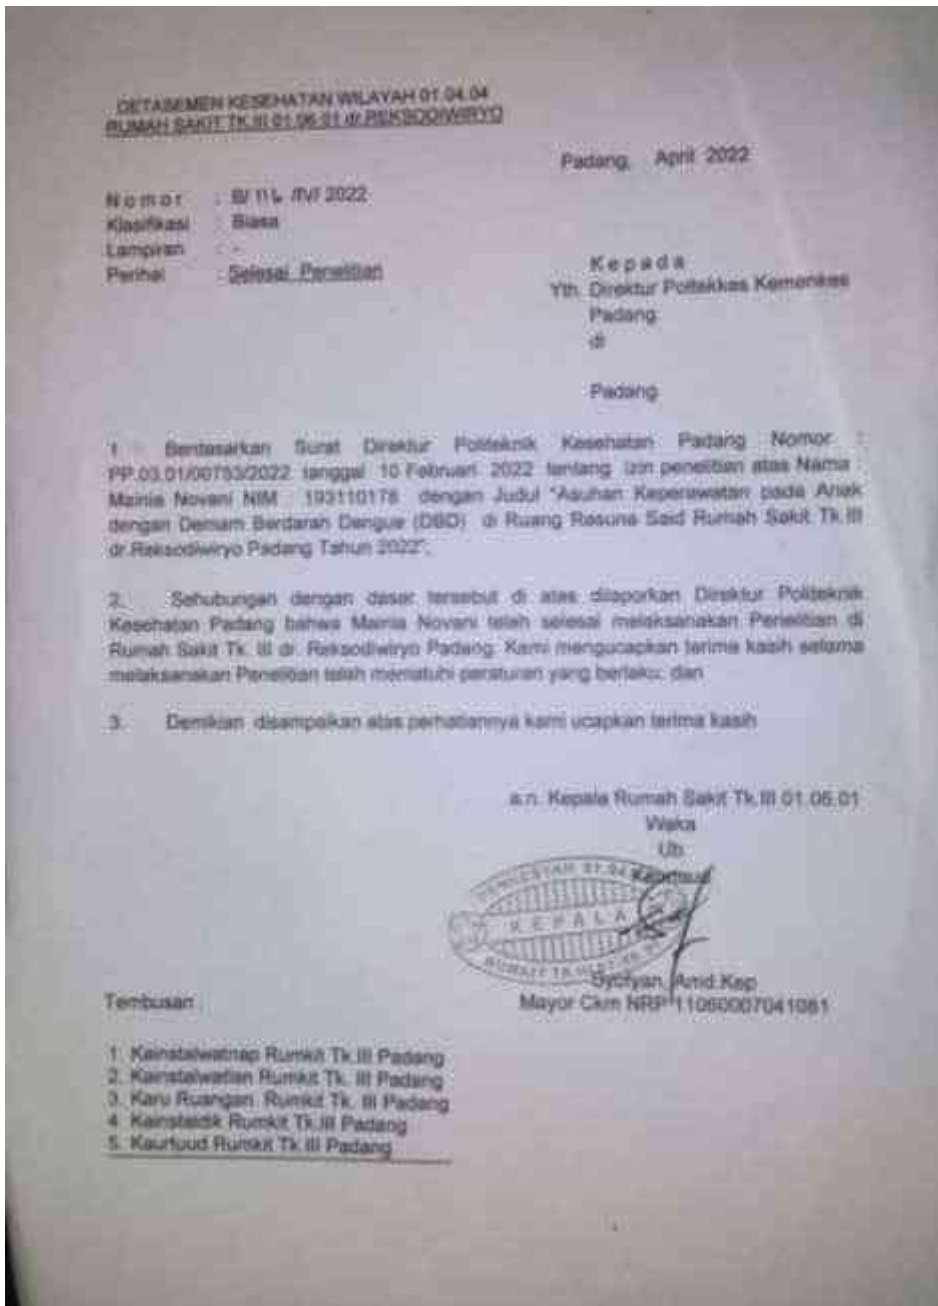 DETASEMEN KESEHATAN WILAYAH 01.04.04
RUMAH SAKIT TK.III 01.06.01 dr.REKSODIWIRYO
Padang, April 2022
Nomor : B/ 116 /IV/ 2022
Klasifikasi : Biasa
Lampiran : -
Perihal : Selesai Penelitian
Kepada
Yth. Direktur Poltekkes Kemenkes
Padang
di
Padang
1 Berdasarkan Surat Direktur Politeknik Kesehatan Padang Nomor :
PP.03.01/00753/2022 tanggal 10 Februari 2022 tentang Izin penelitian atas Nama :
Mainia Novani NIM : 193110178 dengan Judul "Asuhan Keperawatan pada Anak
dengan Demam Berdarah Dengue (DBD) di Ruang Rasuna Said Rumah Sakit Tk.III
dr.Reksodiwiryo Padang Tahun 2022";
2. Sehubungan dengan dasar tersebut di atas dilaporkan Direktur Politeknik
Kesehatan Padang bahwa Mainia Novani telah selesai melaksanakan Penelitian di
Rumah Sakit Tk. III dr. Reksodiwiryo Padang. Kami mengucapkan terima kasih selama
melaksanakan Penelitian telah mematuhi peraturan yang berlaku; dan
3. Demikian disampaikan atas perhatiannya kami ucapkan terima kasih
a.n. Kepala Rumah Sakit Tk.III 01.06.01
Waka
Ub.
KEPALA
Syofyan, Amd.Kep
Mayor Ckm NRP 11060007041081
Tembusan :
1. Kainstalwatnap Rumkit Tk.III Padang
2. Kainstalwatlan Rumkit Tk. III Padang
3. Karu Ruangan Rumkit Tk. III Padang
4. Kainstaldik Rumkit Tk.III Padang
5. Kaurtuud Rumkit Tk.III Padang